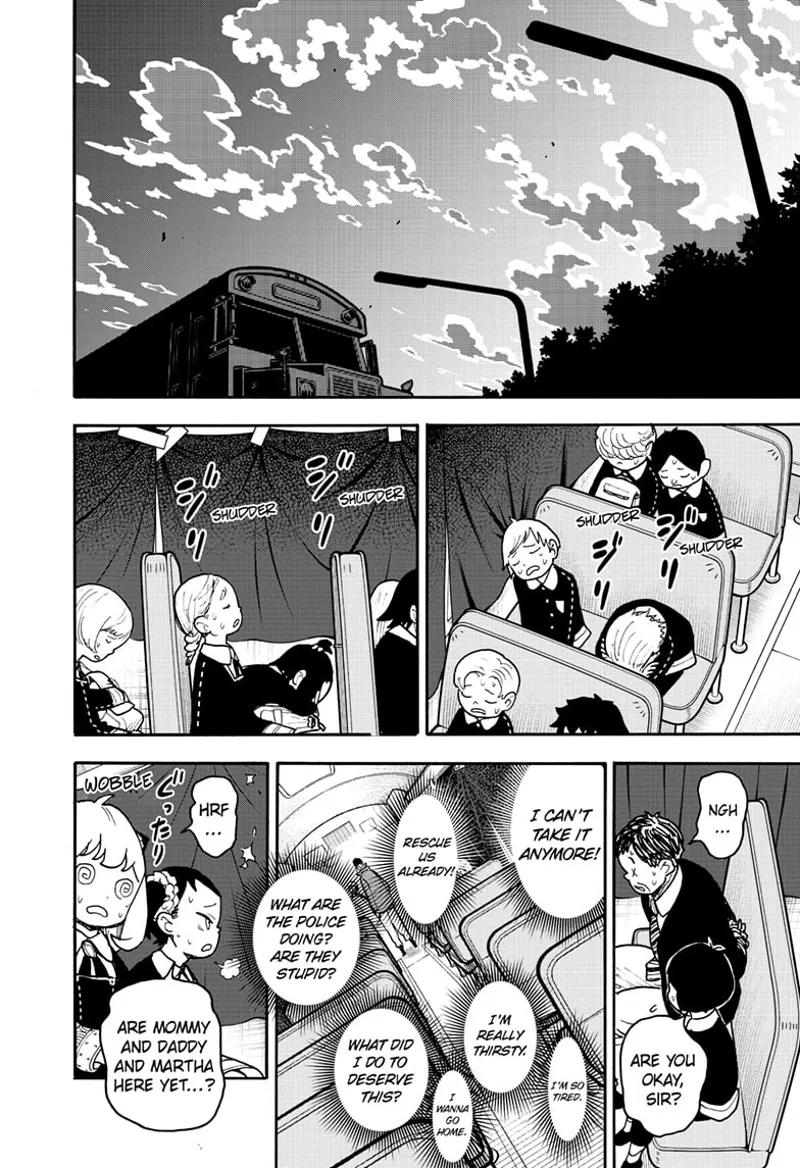 ジジ
SHUDDER
ジジ
SHUDDER
ジジ
SHUDDER
ジジ
SHUDDER
NGH
...
ARE YOU
OKAY,
SIR?
I CAN'T
TAKE IT
ANYMORE!
RESCUE
US
ALREADY!
WHAT ARE
THE POLICE
DOING?
ARE THEY
STUPID?
I'M
REALLY
THIRSTY.
I'M SO
TIRED.
WHAT DID
I DO TO
DESERVE
THIS?
I
WANNA
GO
HOME.
WOBBLE
ぐったり
HRF
...
ARE MOMMY
AND DADDY
AND MARTHA
HERE YET...?